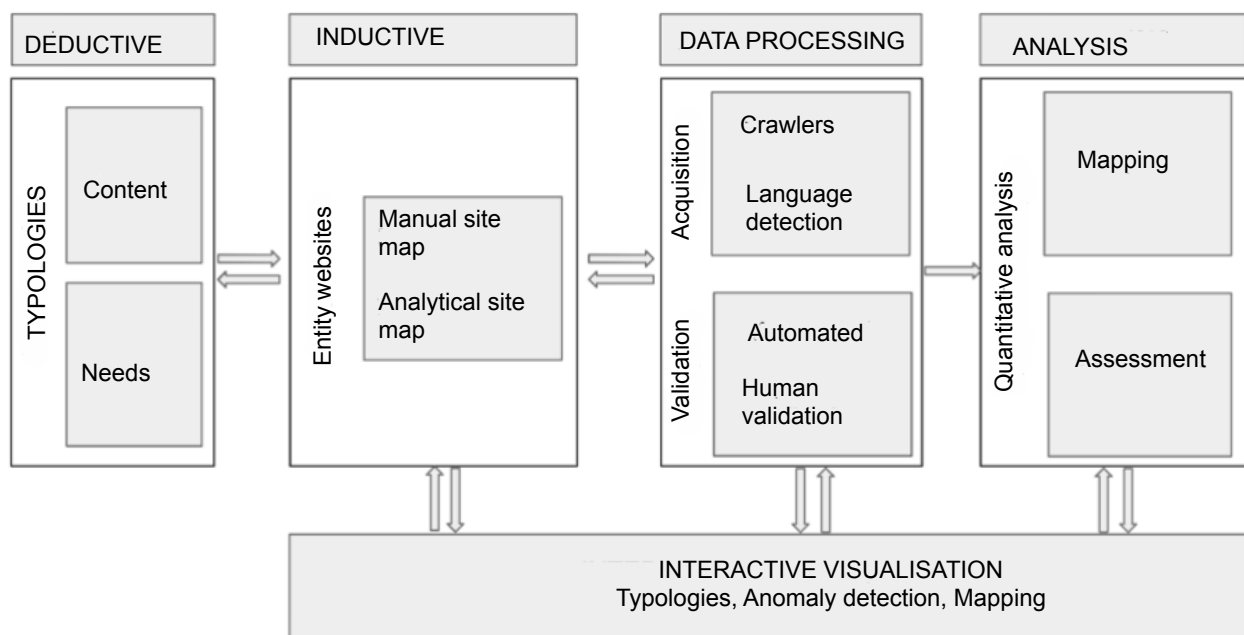 DEDUCTIVE
INDUCTIVE
DATA PROCESSING
ANALYSIS
TYPOLOGIES
Content
Needs
Entity websites
Manual site
map
Analytical site
map
Acquisition
Crawlers
Language
detection
Validation
Automated
Human
validation
Quantitative analysis
Mapping
Assessment
INTERACTIVE VISUALISATION
Typologies, Anomaly detection, Mapping